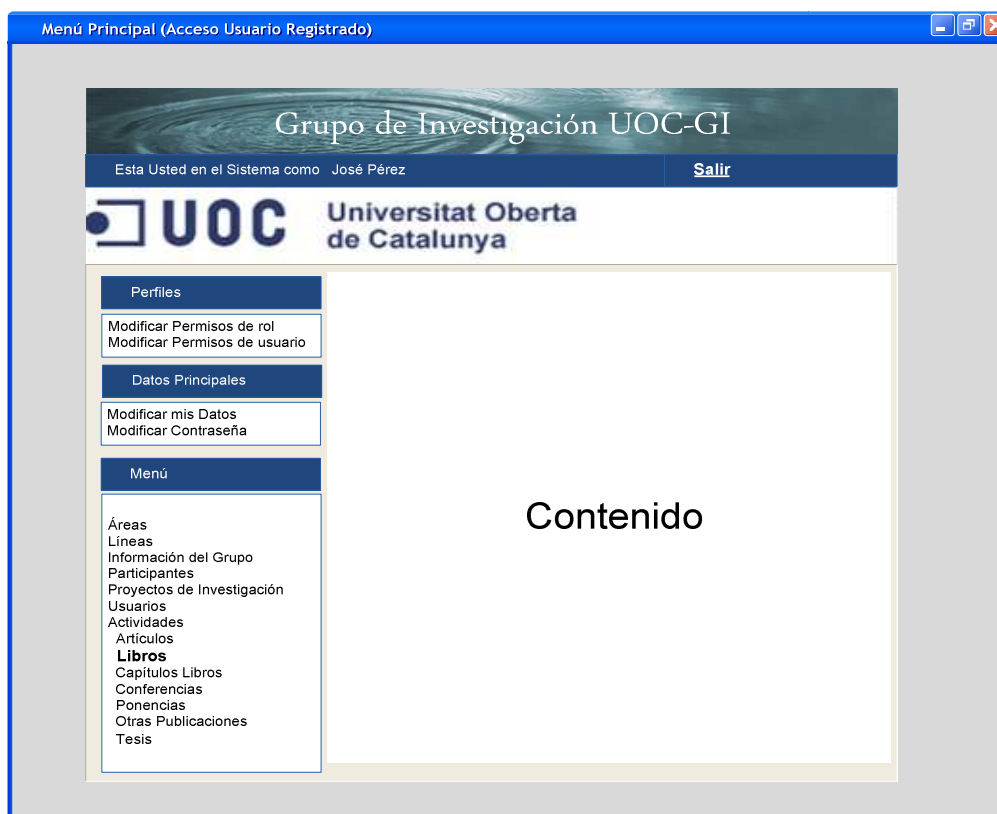 Menú Principal (Acceso Usuario Registrado)
Grupo de Investigación UOC-GI
Esta Usted en el Sistema como José Pérez Salir
UOC Universitat Oberta
de Catalunya
Perfiles
Modificar Permisos de rol
Modificar Permisos de usuario
Datos Principales
Modificar mis Datos
Modificar Contraseña
Menú
Áreas
Líneas
Información del Grupo
Participantes
Proyectos de Investigación
Usuarios
Actividades
Artículos
Libros
Capítulos Libros
Conferencias
Ponencias
Otras Publicaciones
Tesis
Contenido